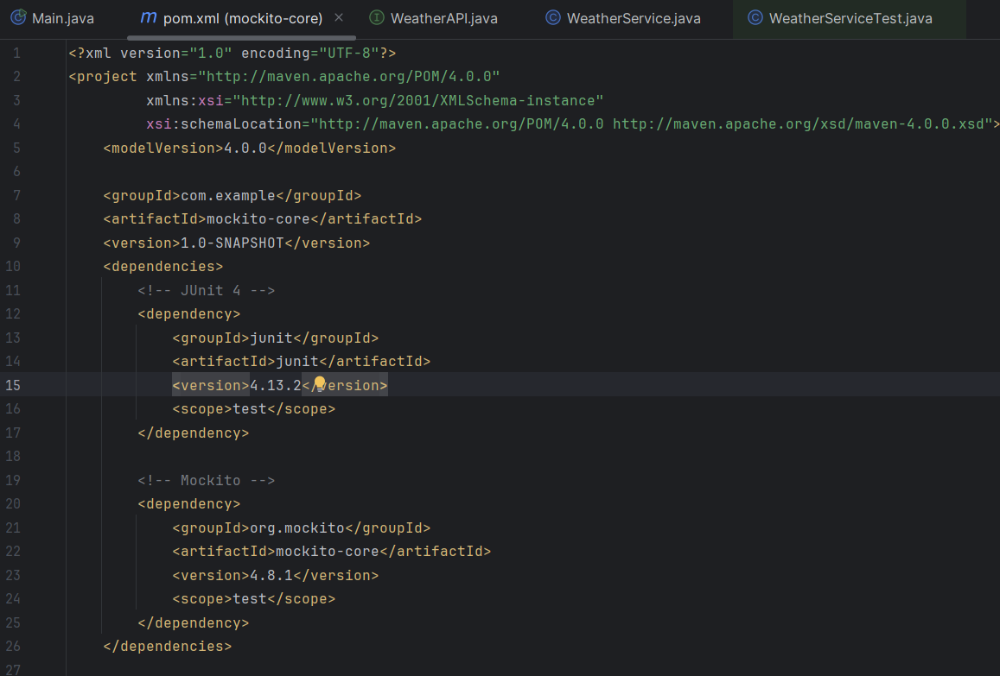 Main.java
m pom.xml (mockito-core) ×
I WeatherAPI.java
C WeatherService.java
C WeatherServiceTest.java
1 <?xml version="1.0" encoding="UTF-8"?>
2 <project xmlns="http://maven.apache.org/POM/4.0.0"
3 xmlns:xsi="http://www.w3.org/2001/XMLSchema-instance"
4 xsi:schemaLocation="http://maven.apache.org/POM/4.0.0 http://maven.apache.org/xsd/maven-4.0.0.xsd">
5 <modelVersion>4.0.0</modelVersion>
6
7 <groupId>com.example</groupId>
8 <artifactId>mockito-core</artifactId>
9 <version>1.0-SNAPSHOT</version>
10 <dependencies>
11 <!-- JUnit 4 -->
12 <dependency>
13 <groupId>junit</groupId>
14 <artifactId>junit</artifactId>
15 <version>4.13.2</version>
16 <scope>test</scope>
17 </dependency>
18
19 <!-- Mockito -->
20 <dependency>
21 <groupId>org.mockito</groupId>
22 <artifactId>mockito-core</artifactId>
23 <version>4.8.1</version>
24 <scope>test</scope>
25 </dependency>
26 </dependencies>
27